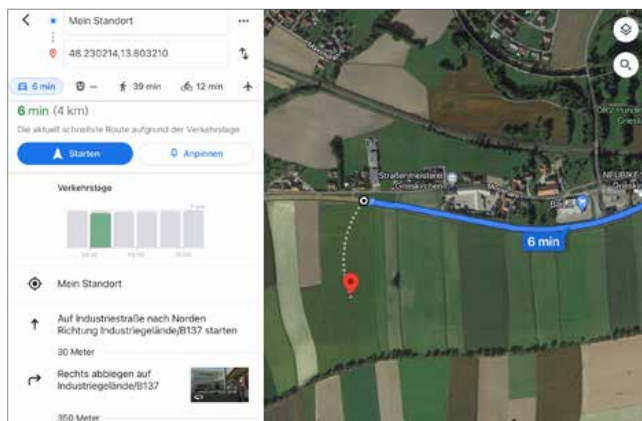 Mein Standort
48.230214,13.803210
6 min
—
39 min
12 min
6 min (4 km)
Die aktuell schnellste Route aufgrund der Verkehrslage
Starten
Anpinnen
Verkehrslage
Mein Standort
Auf Industriestraße nach Norden
Richtung Industriegelände/B137 starten
30 Meter
Rechts abbiegen auf
Industriegelände/B137
350 Meter
Straßenmeisterei
Grieskirchen
6 min